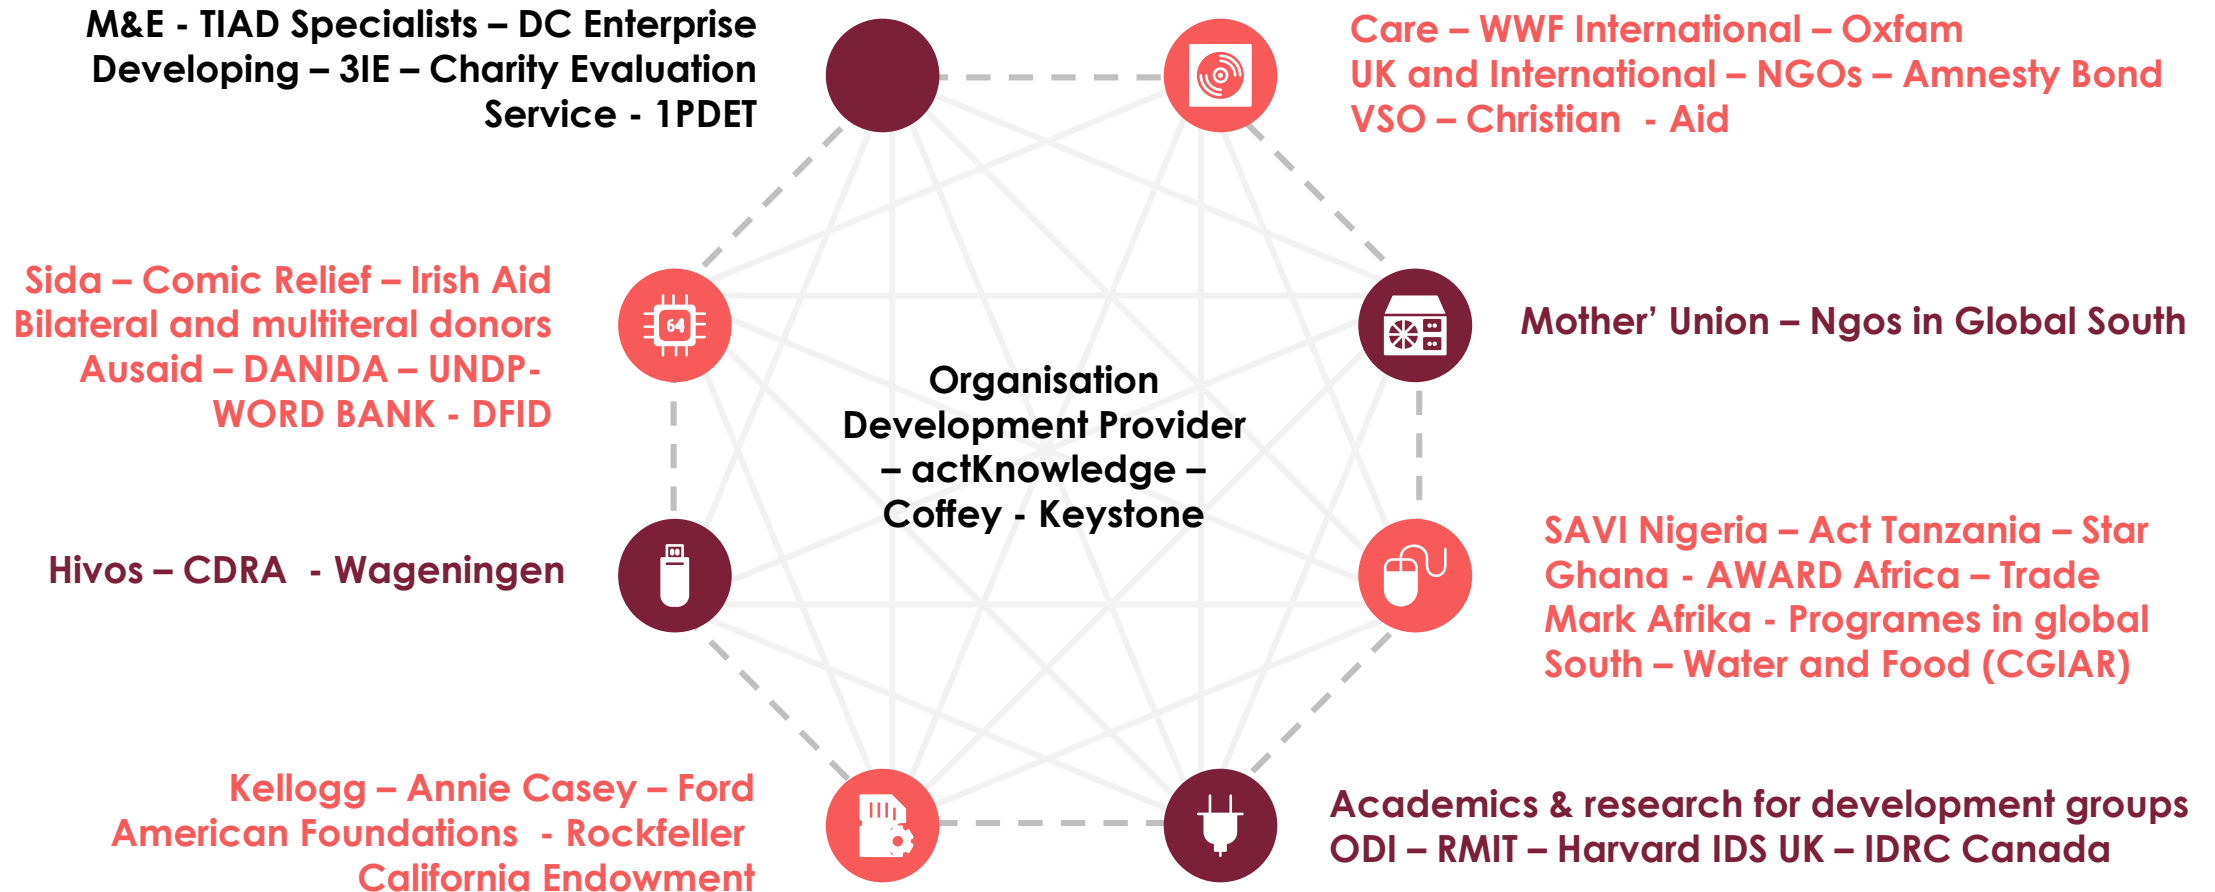 M&E - TIAD Specialists – DC Enterprise
Developing – 3IE – Charity Evaluation
Service - 1PDET
Care – WWF International – Oxfam
UK and International – NGOs – Amnesty Bond
VSO – Christian - Aid
Sida – Comic Relief – Irish Aid
Bilateral and multiteral donors
Ausaid – DANIDA – UNDP-
WORD BANK - DFID
64
Mother’ Union – Ngos in Global South
Organisation
Development Provider
– actKnowledge –
Coffey - Keystone
Hivos – CDRA - Wageningen
SAVI Nigeria – Act Tanzania – Star
Ghana - AWARD Africa – Trade
Mark Afrika - Programes in global
South – Water and Food (CGIAR)
Kellogg – Annie Casey – Ford
American Foundations - Rockfeller
California Endowment
Academics & research for development groups
ODI – RMIT – Harvard IDS UK – IDRC Canada